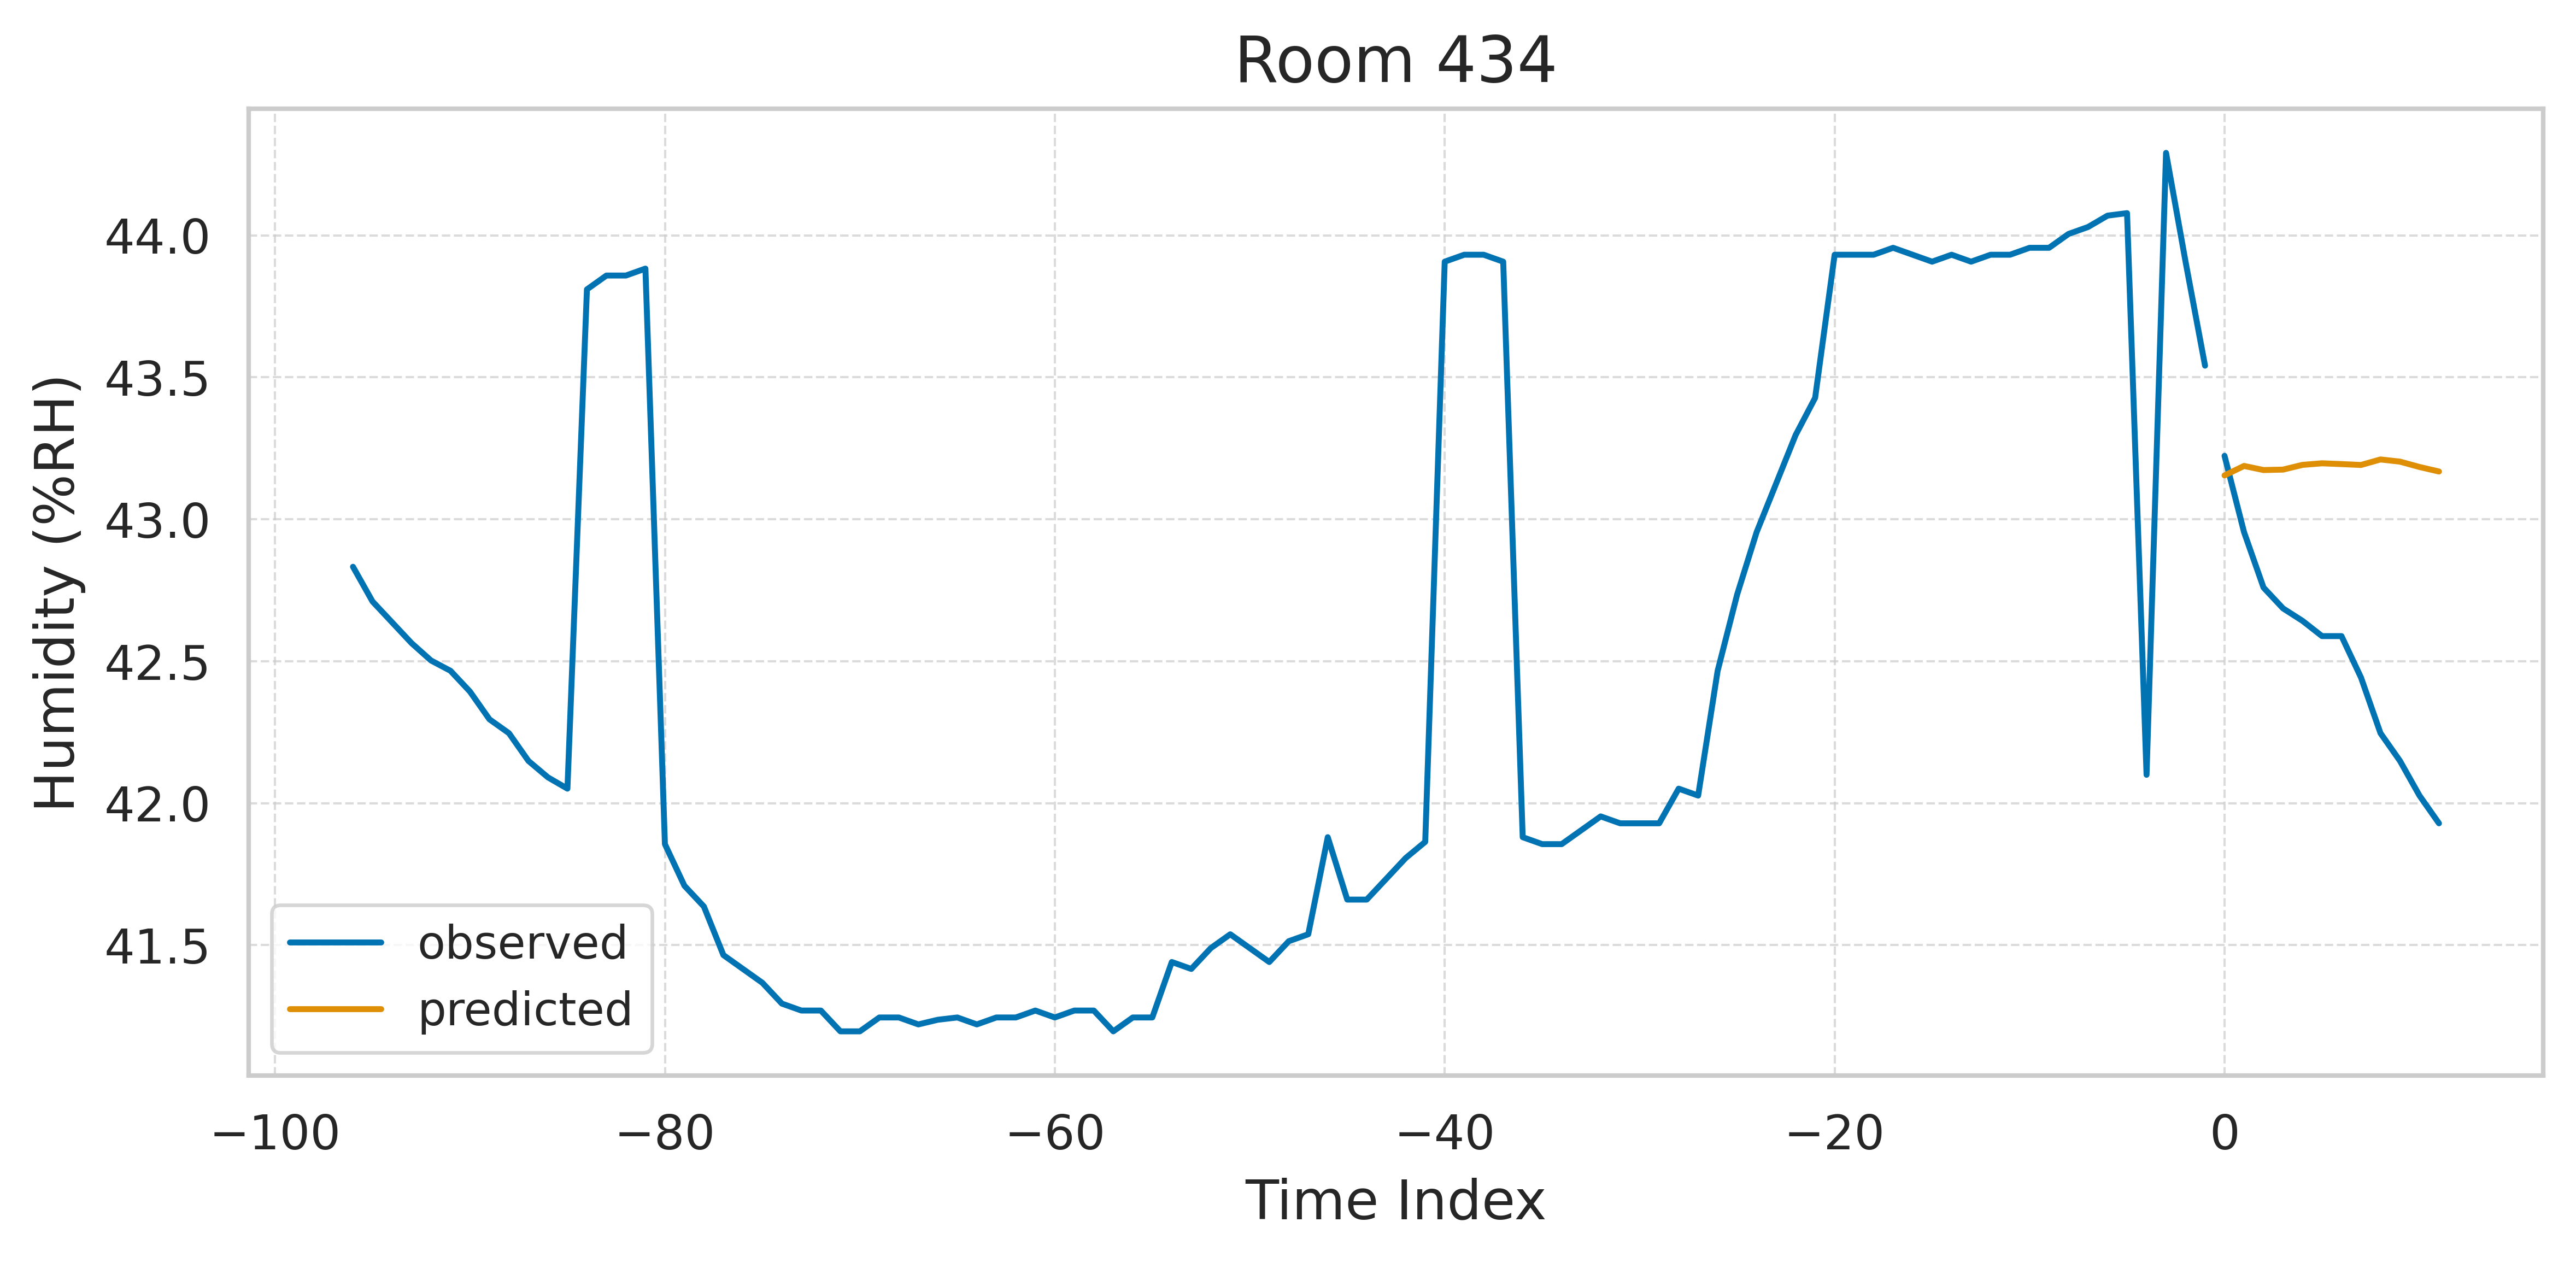 Room 434
Humidity (%RH)
44.0
43.5
43.0
42.5
42.0
41.5
observed
predicted
−100
−80
−60
−40
−20
0
Time Index